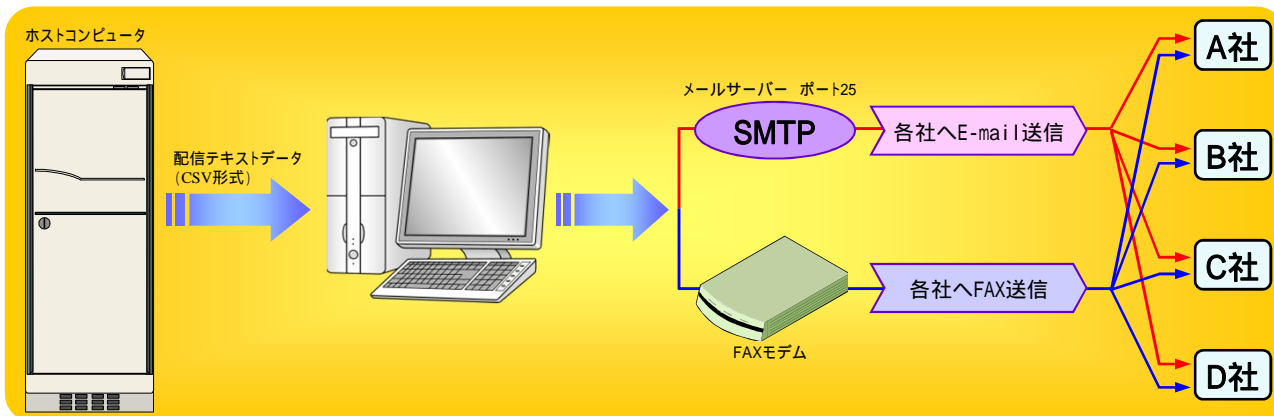 ホストコンピュータ
配信テキストデータ
(CSV形式)
メールサーバー ポート25
SMTP
各社へE-mail送信
FAXモデム
各社へFAX送信
A社
B社
C社
D社